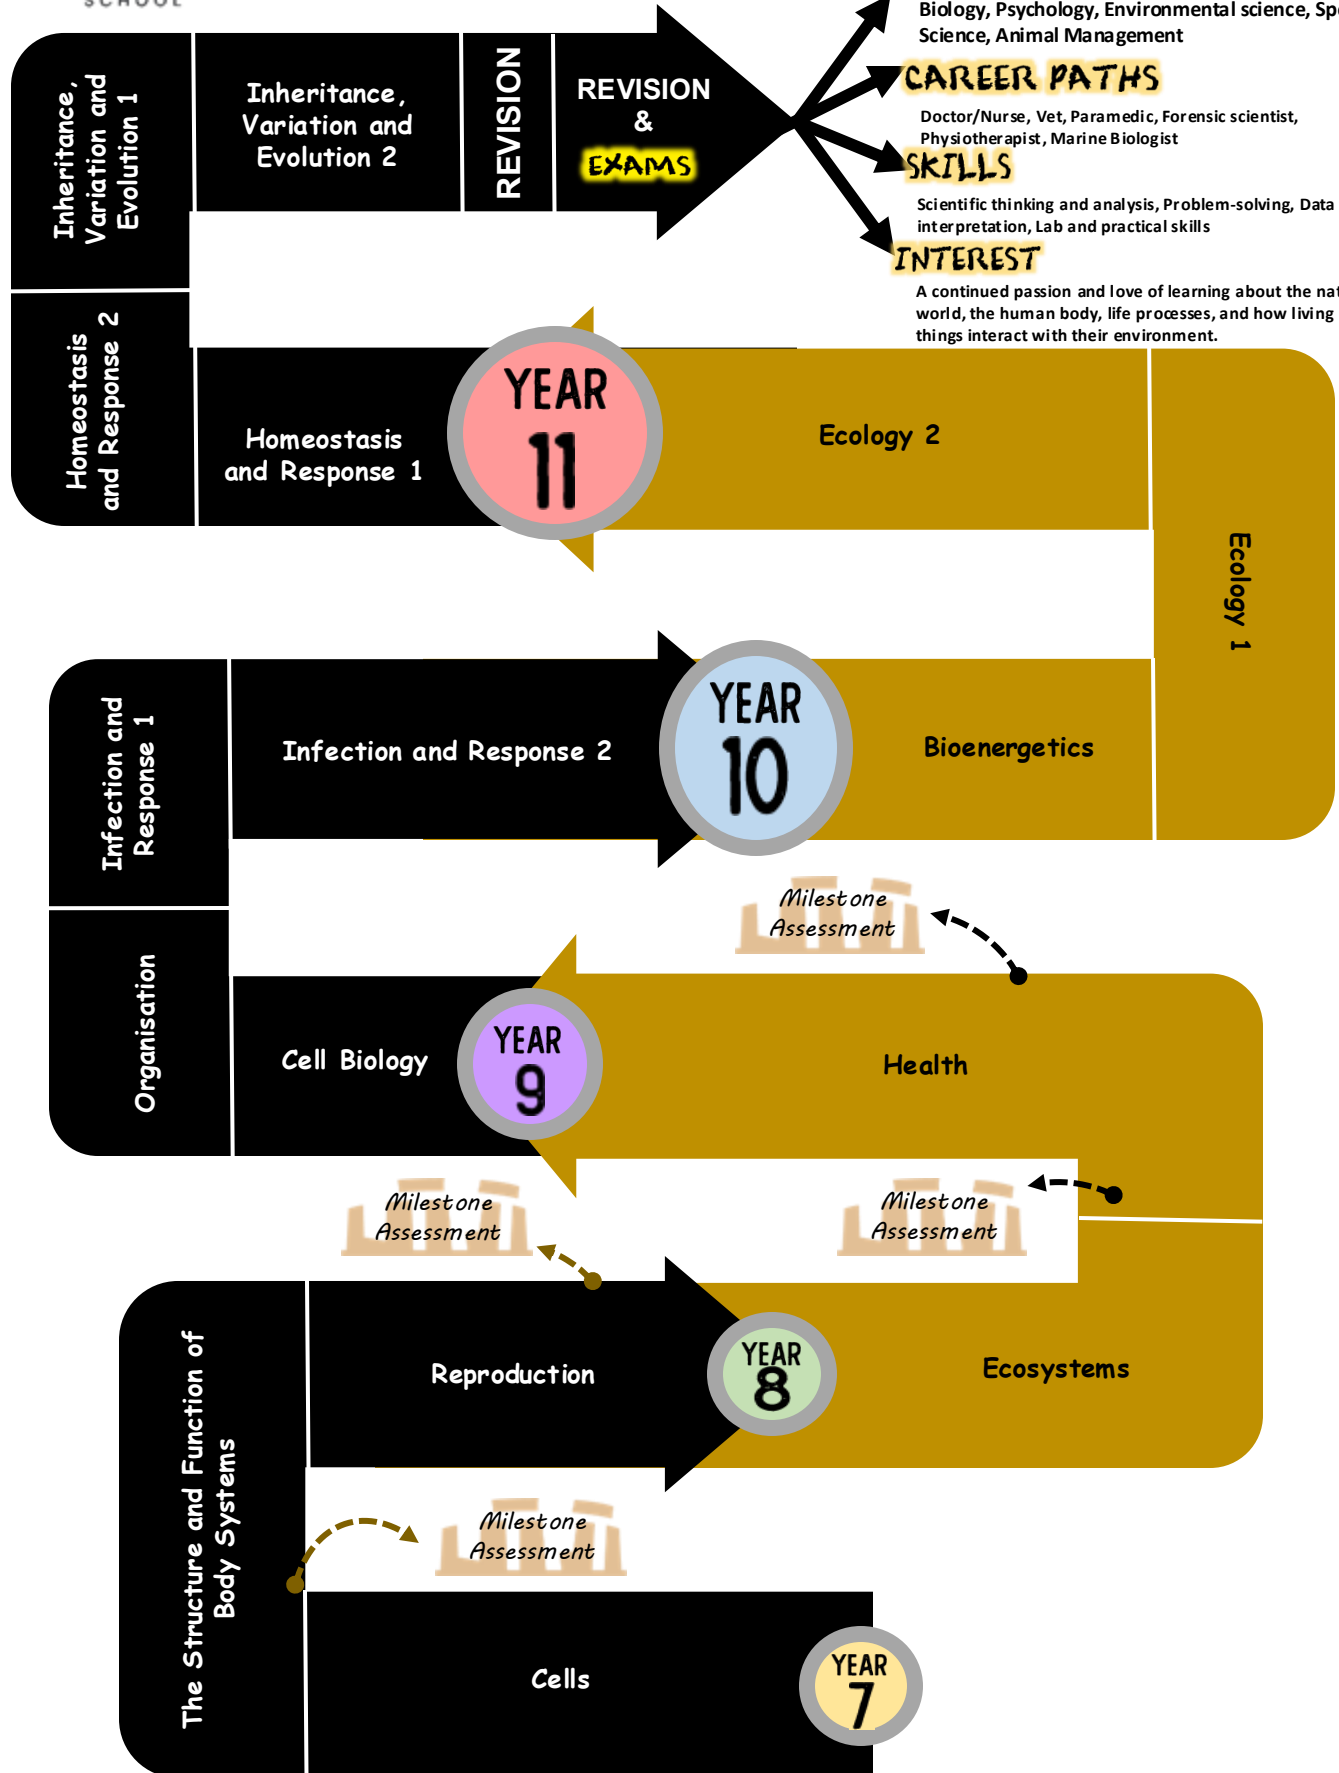 SCHOOL
Biology, Psychology, Environmental science,
Science, Animal Management
CAREER PATHS
Doctor/Nurse, Vet, Paramedic, Forensic scientist,
Physiotherapist, Marine Biologist
SKILLS
Scientific thinking and analysis, Problem-solving, Data
interpretation, Lab and practical skills
INTEREST
A continued passion and love of learning about the
world, the human body, life processes, and how living
things interact with their environment.
Inheritance,
Variation and
Evolution 1
Inheritance,
Variation and
Evolution 2
REVISION
REVISION
&
EXAMS
Homeostasis
and Response 2
Homeostasis
and Response 1
YEAR
11
Ecology 2
Ecology 1
Infection and
Response 1
Infection and Response 2
YEAR
10
Bioenergetics
Milestone
Assessment
Organisation
Cell Biology
YEAR
9
Health
Milestone
Assessment
Milestone
Assessment
The Structure and Function of
Body Systems
Reproduction
YEAR
8
Ecosystems
Milestone
Assessment
Cells
YEAR
7